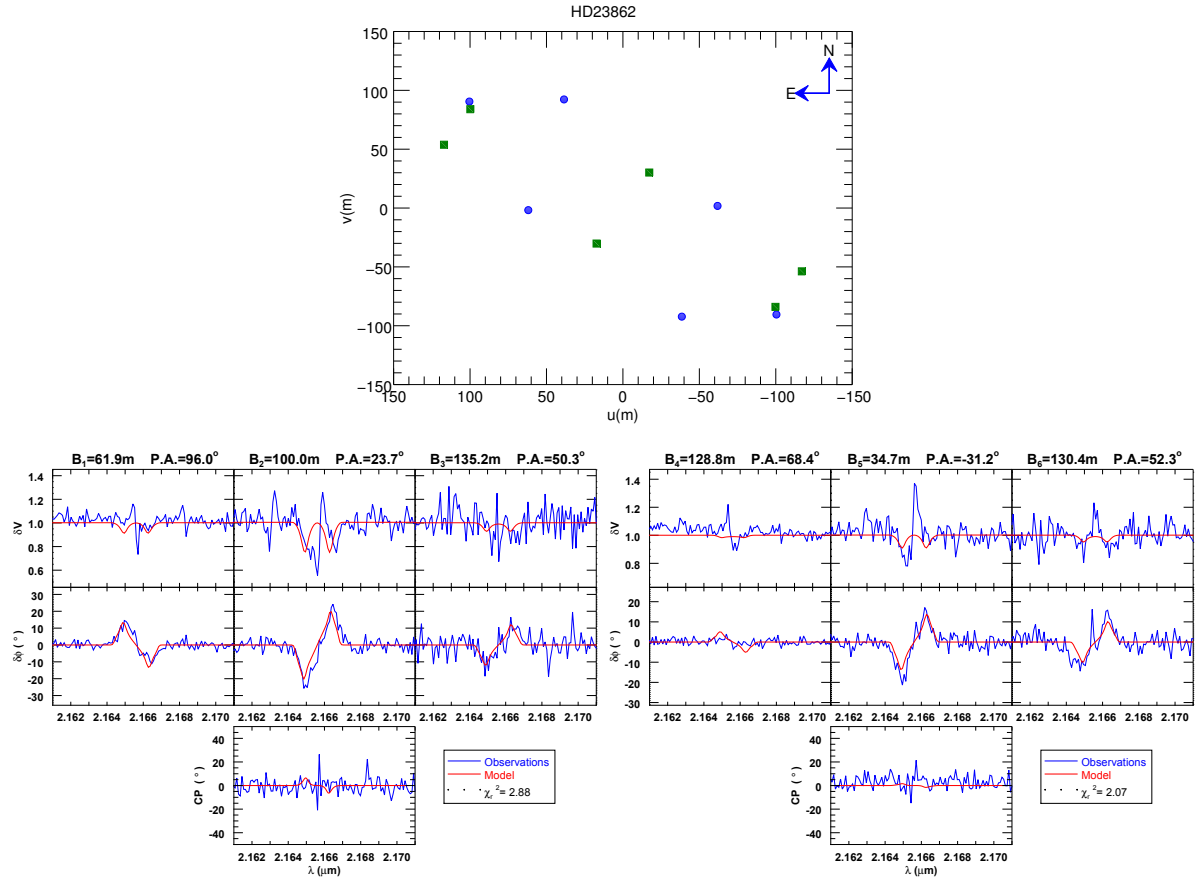 HD23862
150
100
50
0
−50
−100
−150
v(m)
150 100 50 0 −50 −100 −150
u(m)
N
E
B1=61.9m P.A.=96.0° B2=100.0m P.A.=23.7° B3=135.2m P.A.=50.3°
1.4
1.2
1.0
0.8
0.6
δV
30
20
10
0
-10
-20
-30
δφ (°)
2.162 2.164 2.166 2.168 2.170 2.162 2.164 2.166 2.168 2.170 2.162 2.164 2.166 2.168 2.170
40
20
0
-20
-40
CP (°)
2.162 2.164 2.166 2.168 2.170
λ (μm)
Observations
Model
χr²= 2.88
B4=128.8m P.A.=68.4° B5=34.7m P.A.=-31.2° B6=130.4m P.A.=52.3°
1.4
1.2
1.0
0.8
δV
30
20
10
0
-10
-20
-30
δφ (°)
2.162 2.164 2.166 2.168 2.170 2.162 2.164 2.166 2.168 2.170 2.162 2.164 2.166 2.168 2.170
40
20
0
-20
-40
CP (°)
2.162 2.164 2.166 2.168 2.170
λ (μm)
Observations
Model
χr²= 2.07